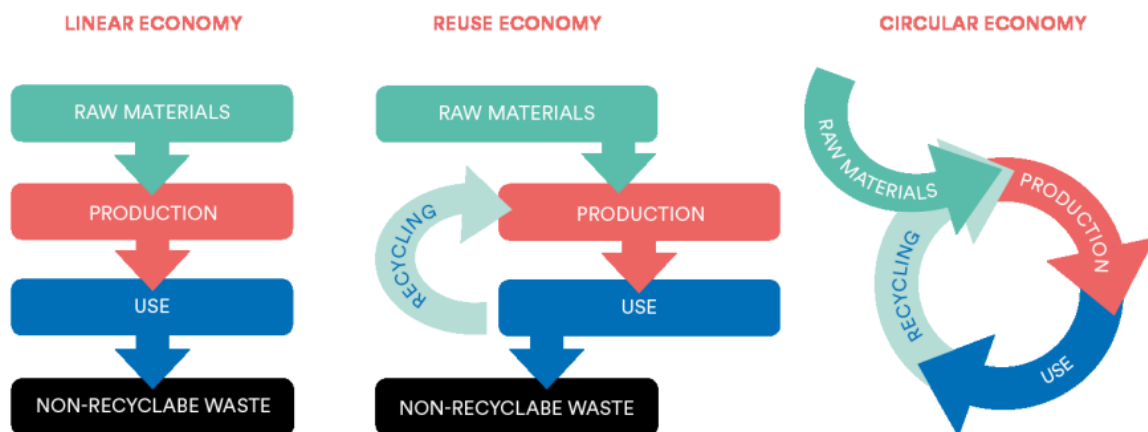 LINEAR ECONOMY
RAW MATERIALS
PRODUCTION
USE
NON-RECYCLABE WASTE
REUSE ECONOMY
RAW MATERIALS
RECYCLING
PRODUCTION
USE
NON-RECYCLABE WASTE
CIRCULAR ECONOMY
RAW MATERIALS
PRODUCTION
USE
RECYCLING